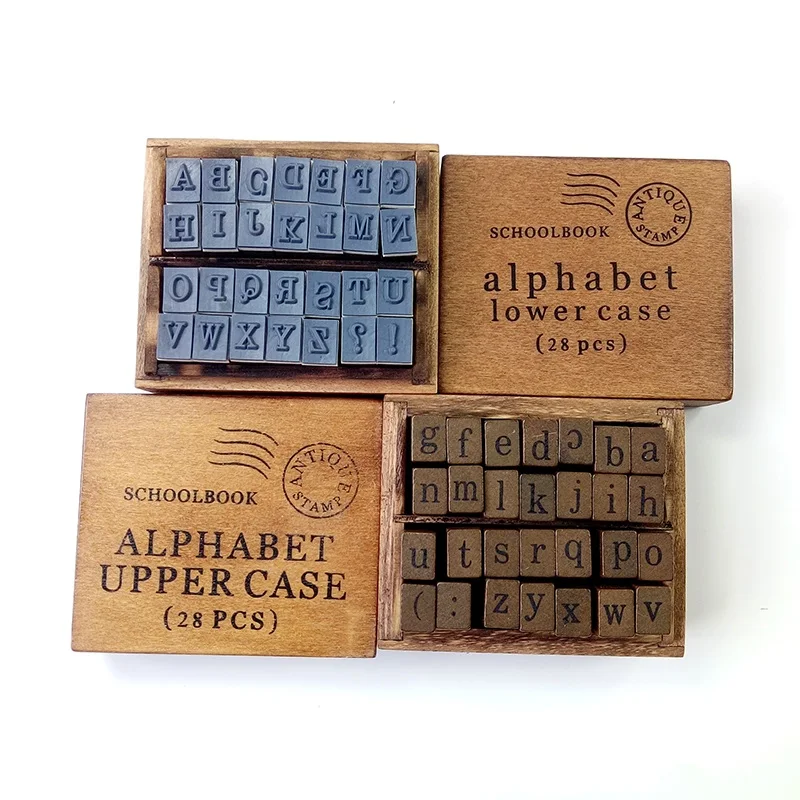 A B C D E F G
H I J K L M N
O P Q R S T U
V W X Y Z ? !
ANTIQUE
STAMP
SCHOOLBOOK
alphabet
lower case
(28 pcs)
ANTIQUE
STAMP
SCHOOLBOOK
ALPHABET
UPPER CASE
(28 PCS)
g f e d c b a
n m l k j i h
u t s r q p o
( : z y x w v